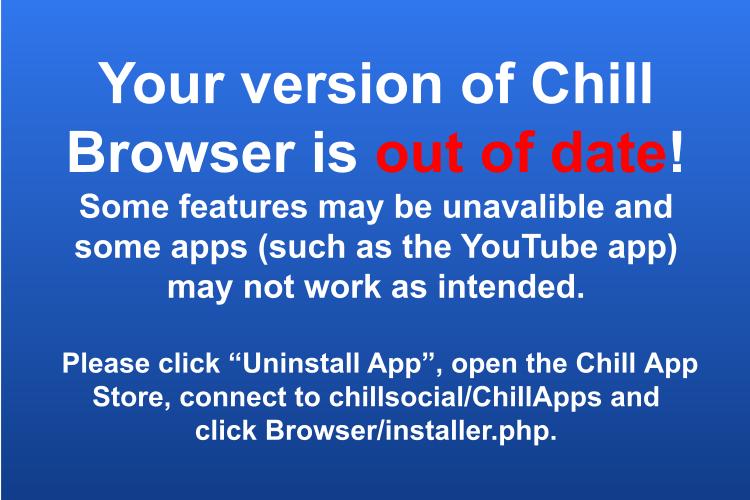 Your version of Chill
Browser is out of date!
Some features may be unavalible and
some apps (such as the YouTube app)
may not work as intended.
Please click “Uninstall App”, open the Chill App
Store, connect to chillsocial/ChillApps and
click Browser/installer.php.